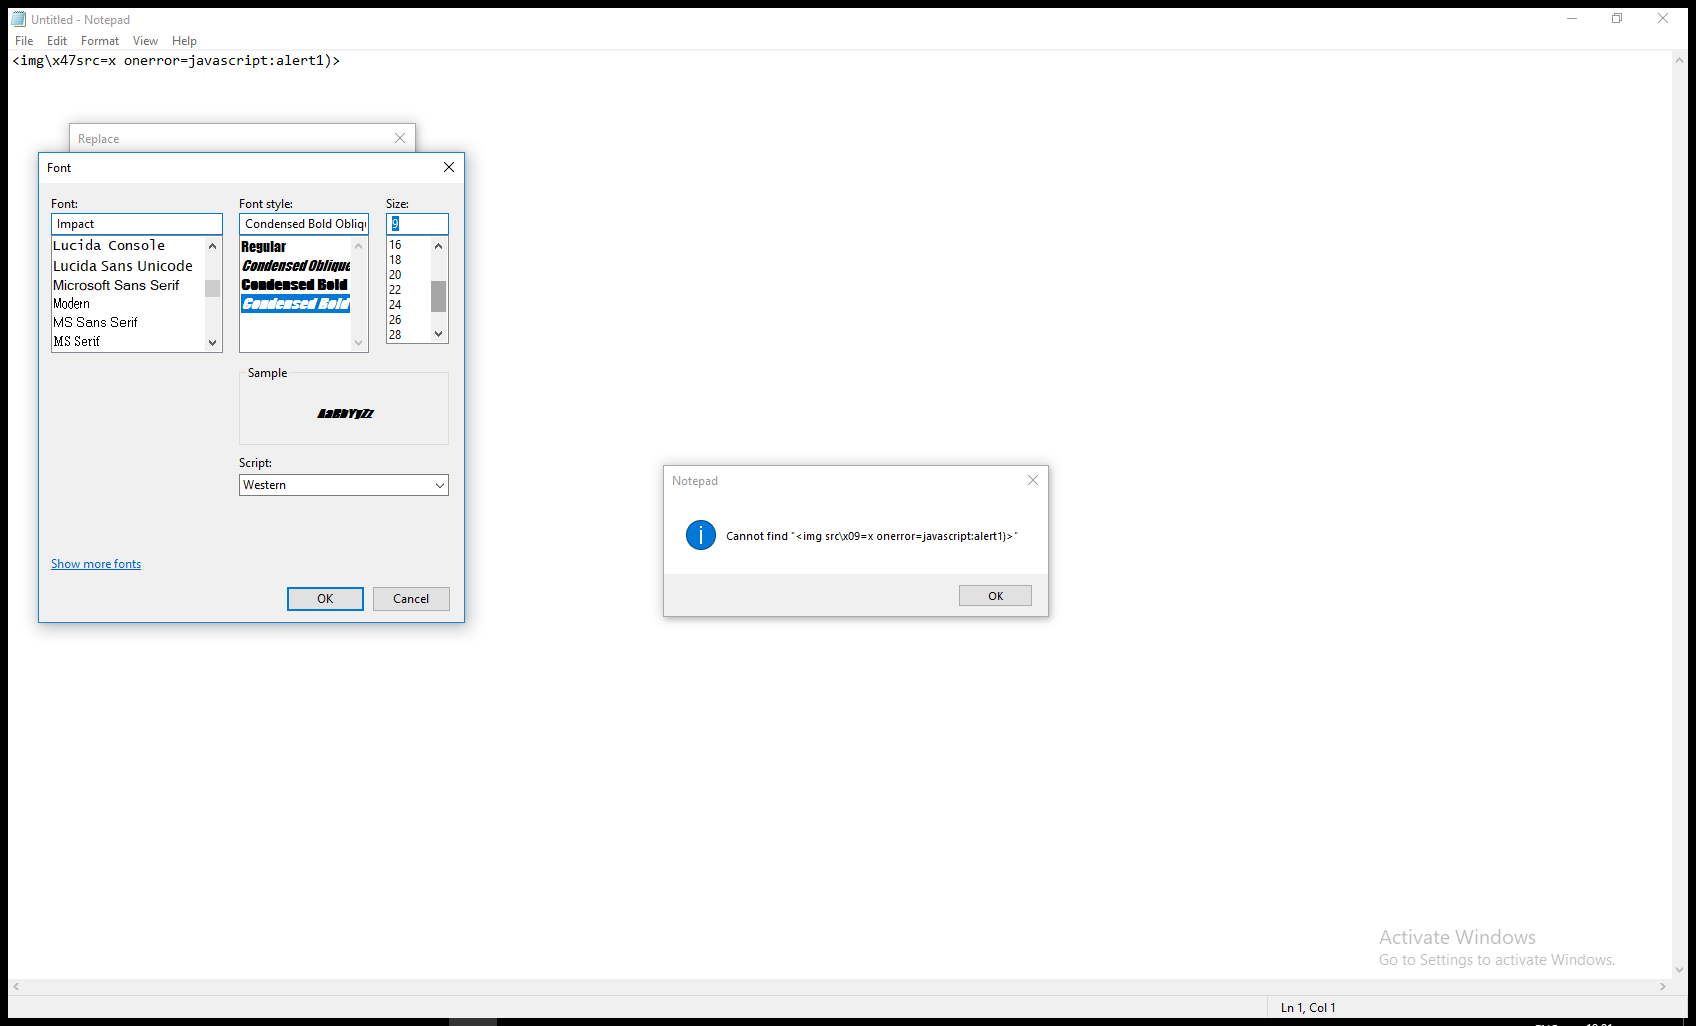 Untitled - Notepad
File Edit Format View Help
<img\x47src=x onerror=javascript:alert1)>
Replace
Font
Font: Font style: Size:
Impact Condensed Bold Obliqu 9
Lucida Console
Lucida Sans Unicode
Microsoft Sans Serif
Modern
MS Sans Serif
MS Serif
Regular
Condensed Oblique
Condensed Bold
Condensed Bold
16
18
20
22
24
26
28
Sample
AaBbYyZz
Script:
Western
Show more fonts
OK Cancel
Notepad
Cannot find "<img src\x09=x onerror=javascript:alert1)>"
OK
Activate Windows
Go to Settings to activate Windows.
Ln 1, Col 1